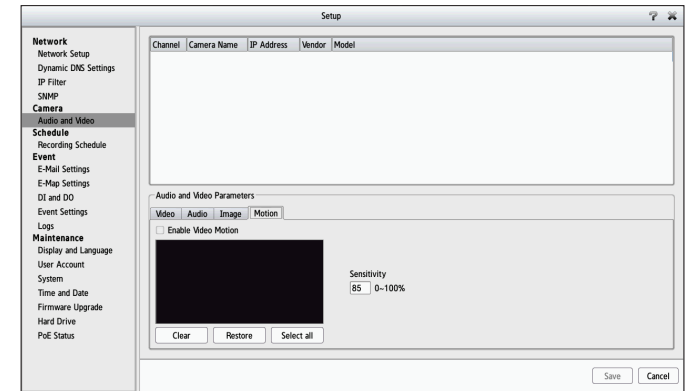 Setup
Network
Network Setup
Dynamic DNS Settings
IP Filter
SNMP
Camera
Audio and Video
Schedule
Recording Schedule
Event
E-Mail Settings
E-Map Settings
DI and DO
Event Settings
Logs
Maintenance
Display and Language
User Account
System
Time and Date
Firmware Upgrade
Hard Drive
PoE Status
Channel Camera Name IP Address Vendor Model
Audio and Video Parameters
Video Audio Image Motion
Enable Video Motion
Sensitivity
85 0~100%
Clear Restore Select all
Save Cancel